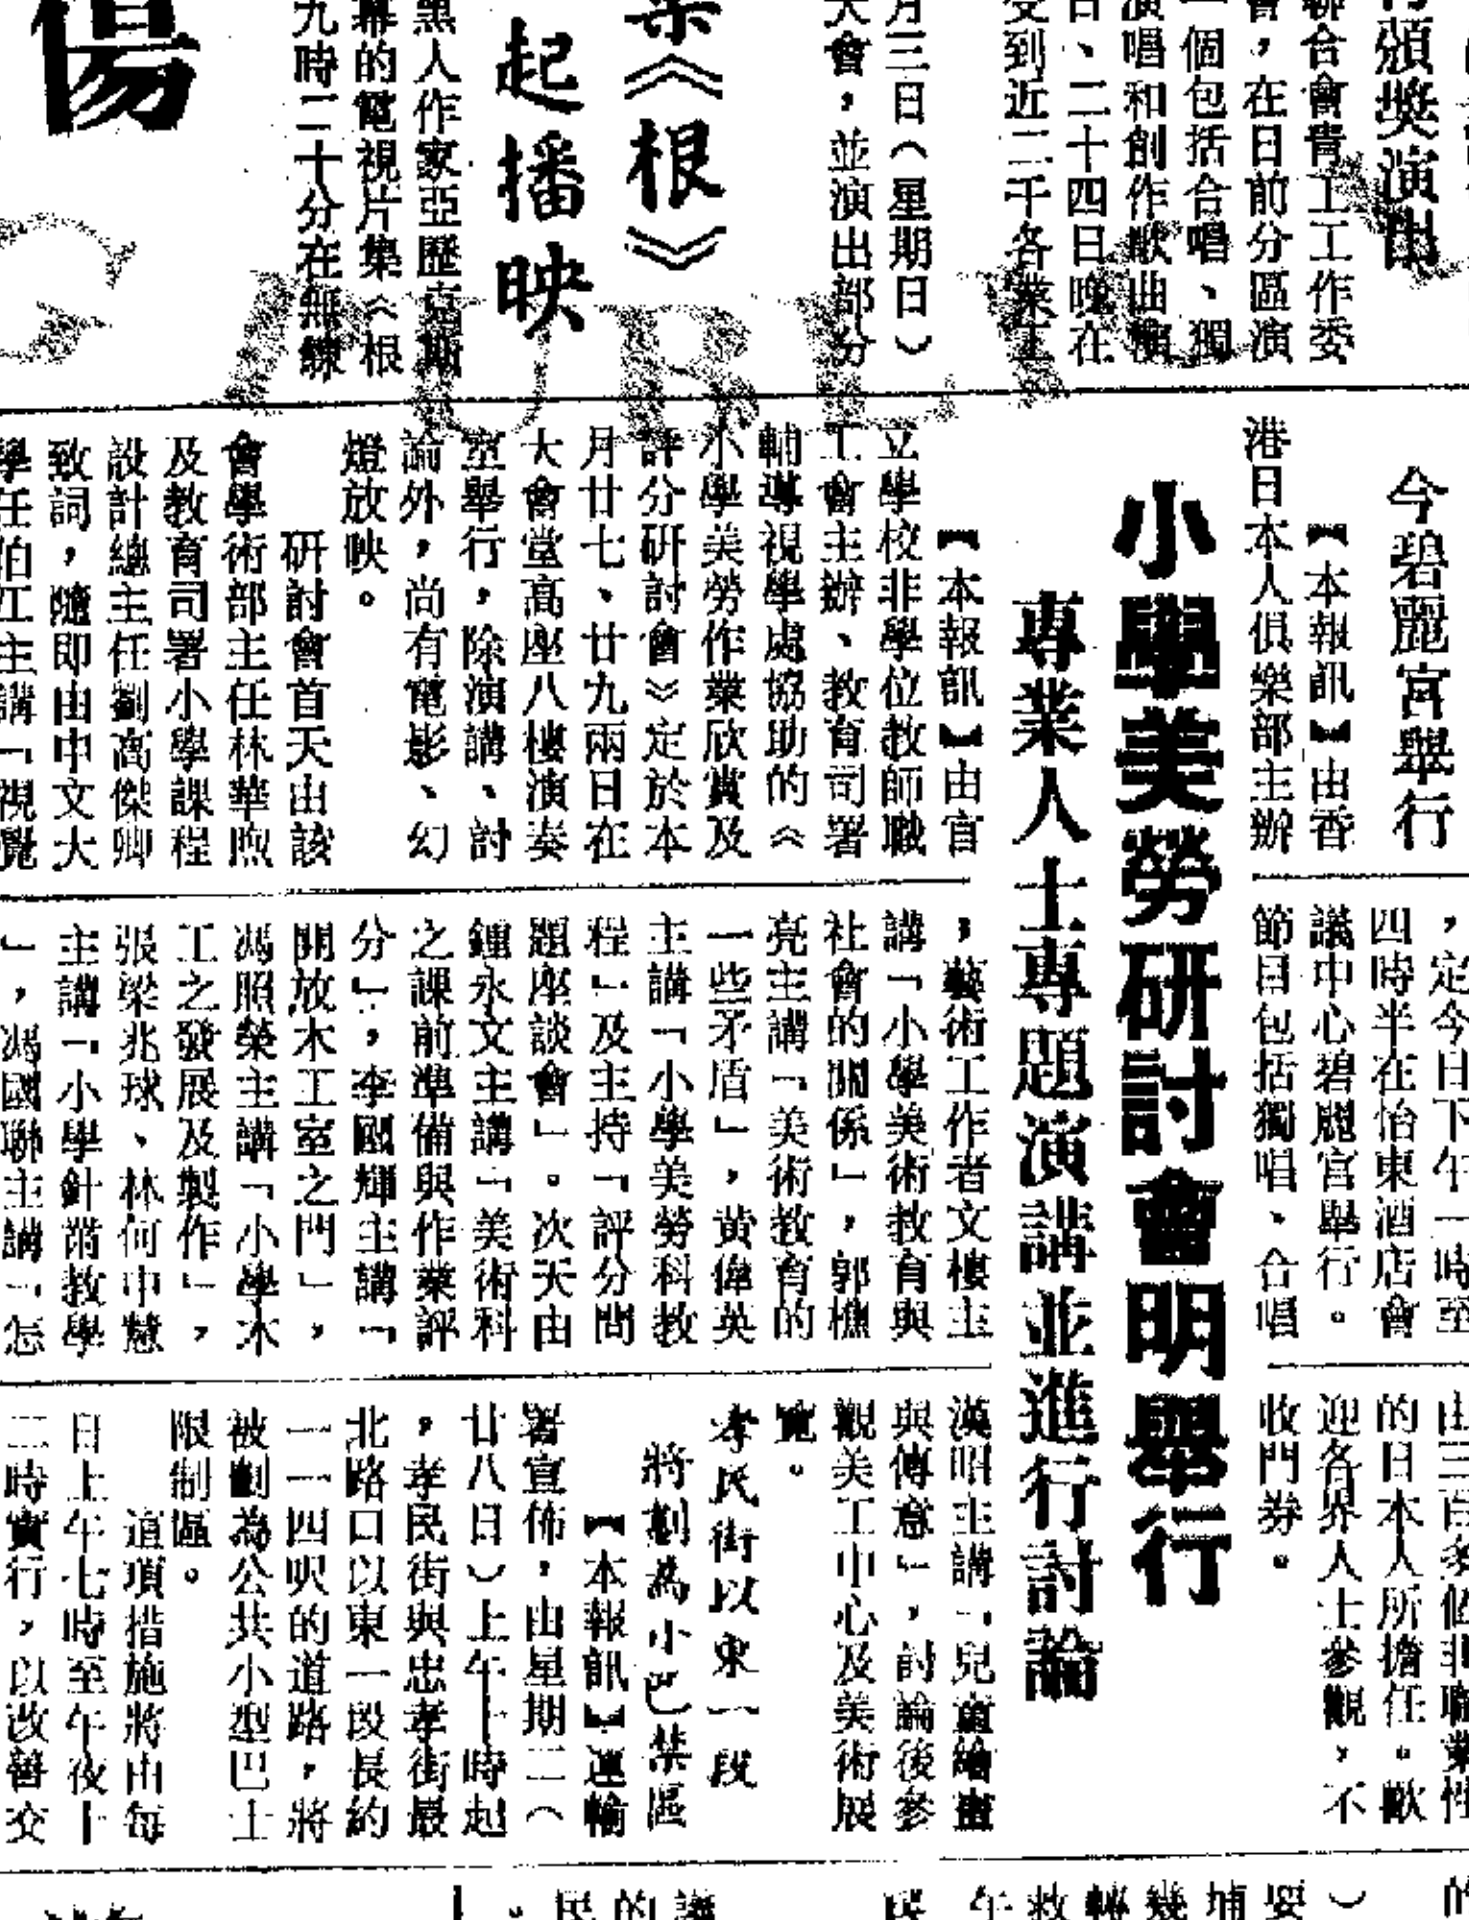 頒獎演出
聯合會青工工作委
會，在日前分區演
一個包括合唱、獨
演唱和創作歌曲演
日、二十四日晚在
受到近二千各業工
月三日（星期日）
大會，並演出部分
《根》
起播映
黑人作家亞歷克斯
幕的電視片集《根
九時二十分在無線
傷
今碧麗宮舉行
【本報訊】由香
港日本人俱樂部主辦
，定今日下午一時至
四時半在怡東酒店會
議中心碧麗宮舉行。
節目包括獨唱、合唱
的日本人所擔任。歡
迎各界人士參觀，不
收門券。
小學美勞研討會明舉行
專業人士專題演講並進行討論
【本報訊】由官
立學校非學位教師職
工會主辦、教育司署
輔導視學處協助的《
小學美勞作業欣賞及
評分研討會》定於本
月廿七、廿九兩日在
大會堂高座八樓演奏
室舉行，除演講、討
論外，尚有電影、幻
燈放映。
研討會首天由該
會學術部主任林華煦
及教育司署小學課程
設計總主任劉高傑卿
致詞，隨即由中文大
學任伯江主講「視覺
，藝術工作者文樓主
講「小學美術教育與
社會的關係」，郭樵
亮主講「美術教育的
一些矛盾」，黃偉英
主講「小學美勞科教
程」及主持「評分問
題座談會」。次天由
鍾永文主講「美術科
之課前準備與作業評
分」，李國輝主講「
開放木工室之門」，
馮照榮主講「小學木
工之發展及製作」，
張梁兆球、林何中慧
主講「小學針黹教學
」，馮國聯主講「怎
漢昭主講「兒童繪畫
與傳意」，討論後參
觀美工中心及美術展
覽。
孝民街以東一段
將劃為小巴禁區
【本報訊】運輸
署宣佈，由星期二（
廿八日）上午十時起
，孝民街與忠孝街最
北路口以東一段長約
一一四呎的道路，將
被劃為公共小型巴士
限制區。
這項措施將由每
日上午七時至午夜十
二時實行，以改善交